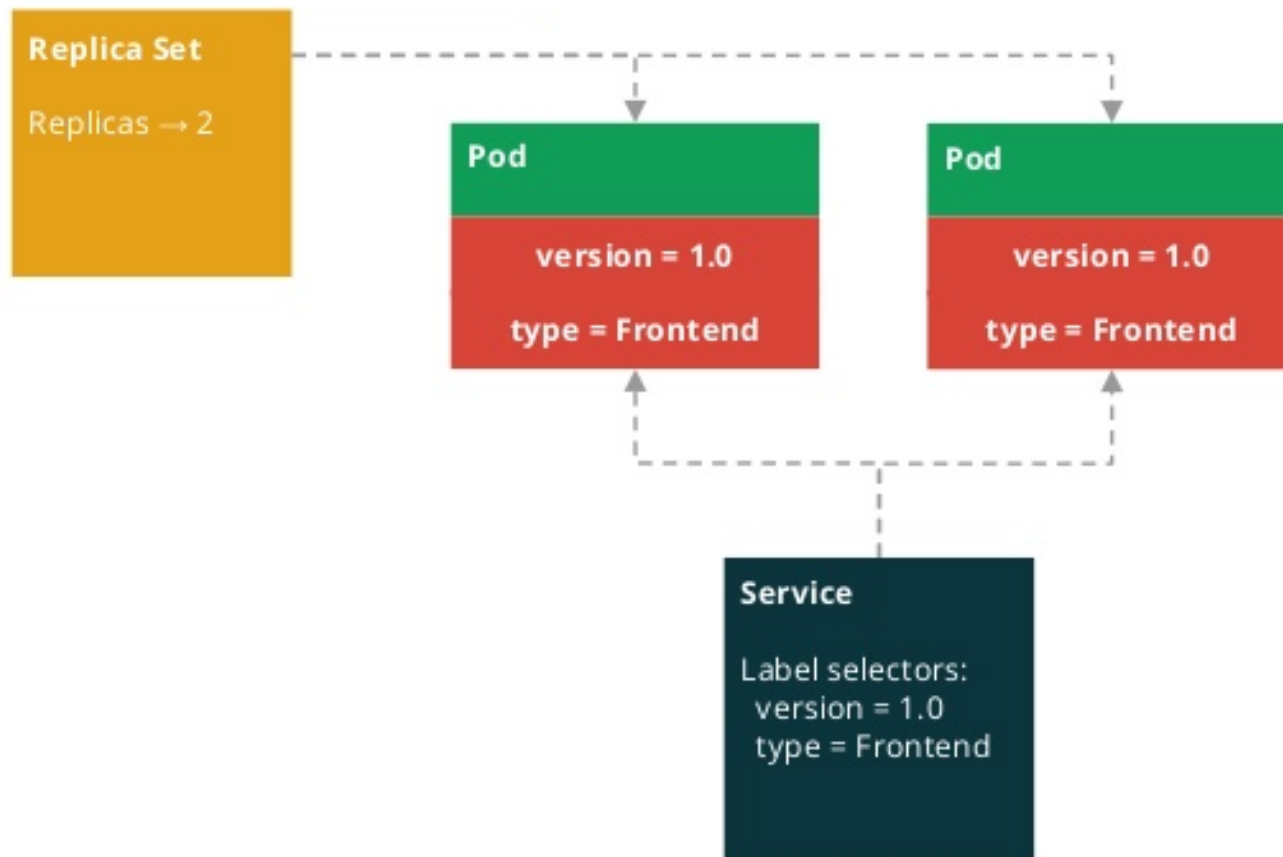 Replica Set
Replicas → 2
Pod
version = 1.0
type = Frontend
Pod
version = 1.0
type = Frontend
Service
Label selectors:
version = 1.0
type = Frontend